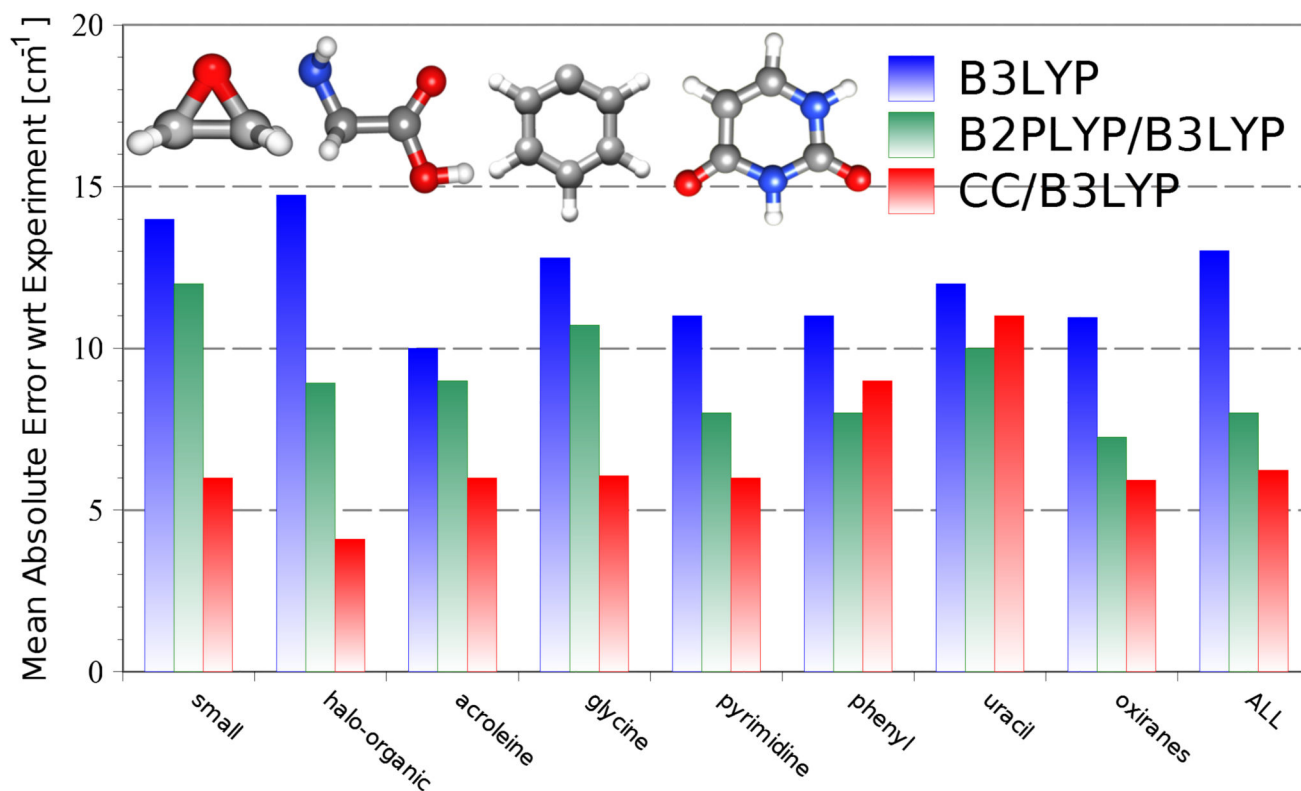 Mean Absolute Error wrt Experiment [cm⁻¹]
20
15
10
5
0
B3LYP
B2PLYP/B3LYP
CC/B3LYP
small
halo-organic
acroleine
glycine
pyrimidine
phenyl
uracil
oxiranes
ALL